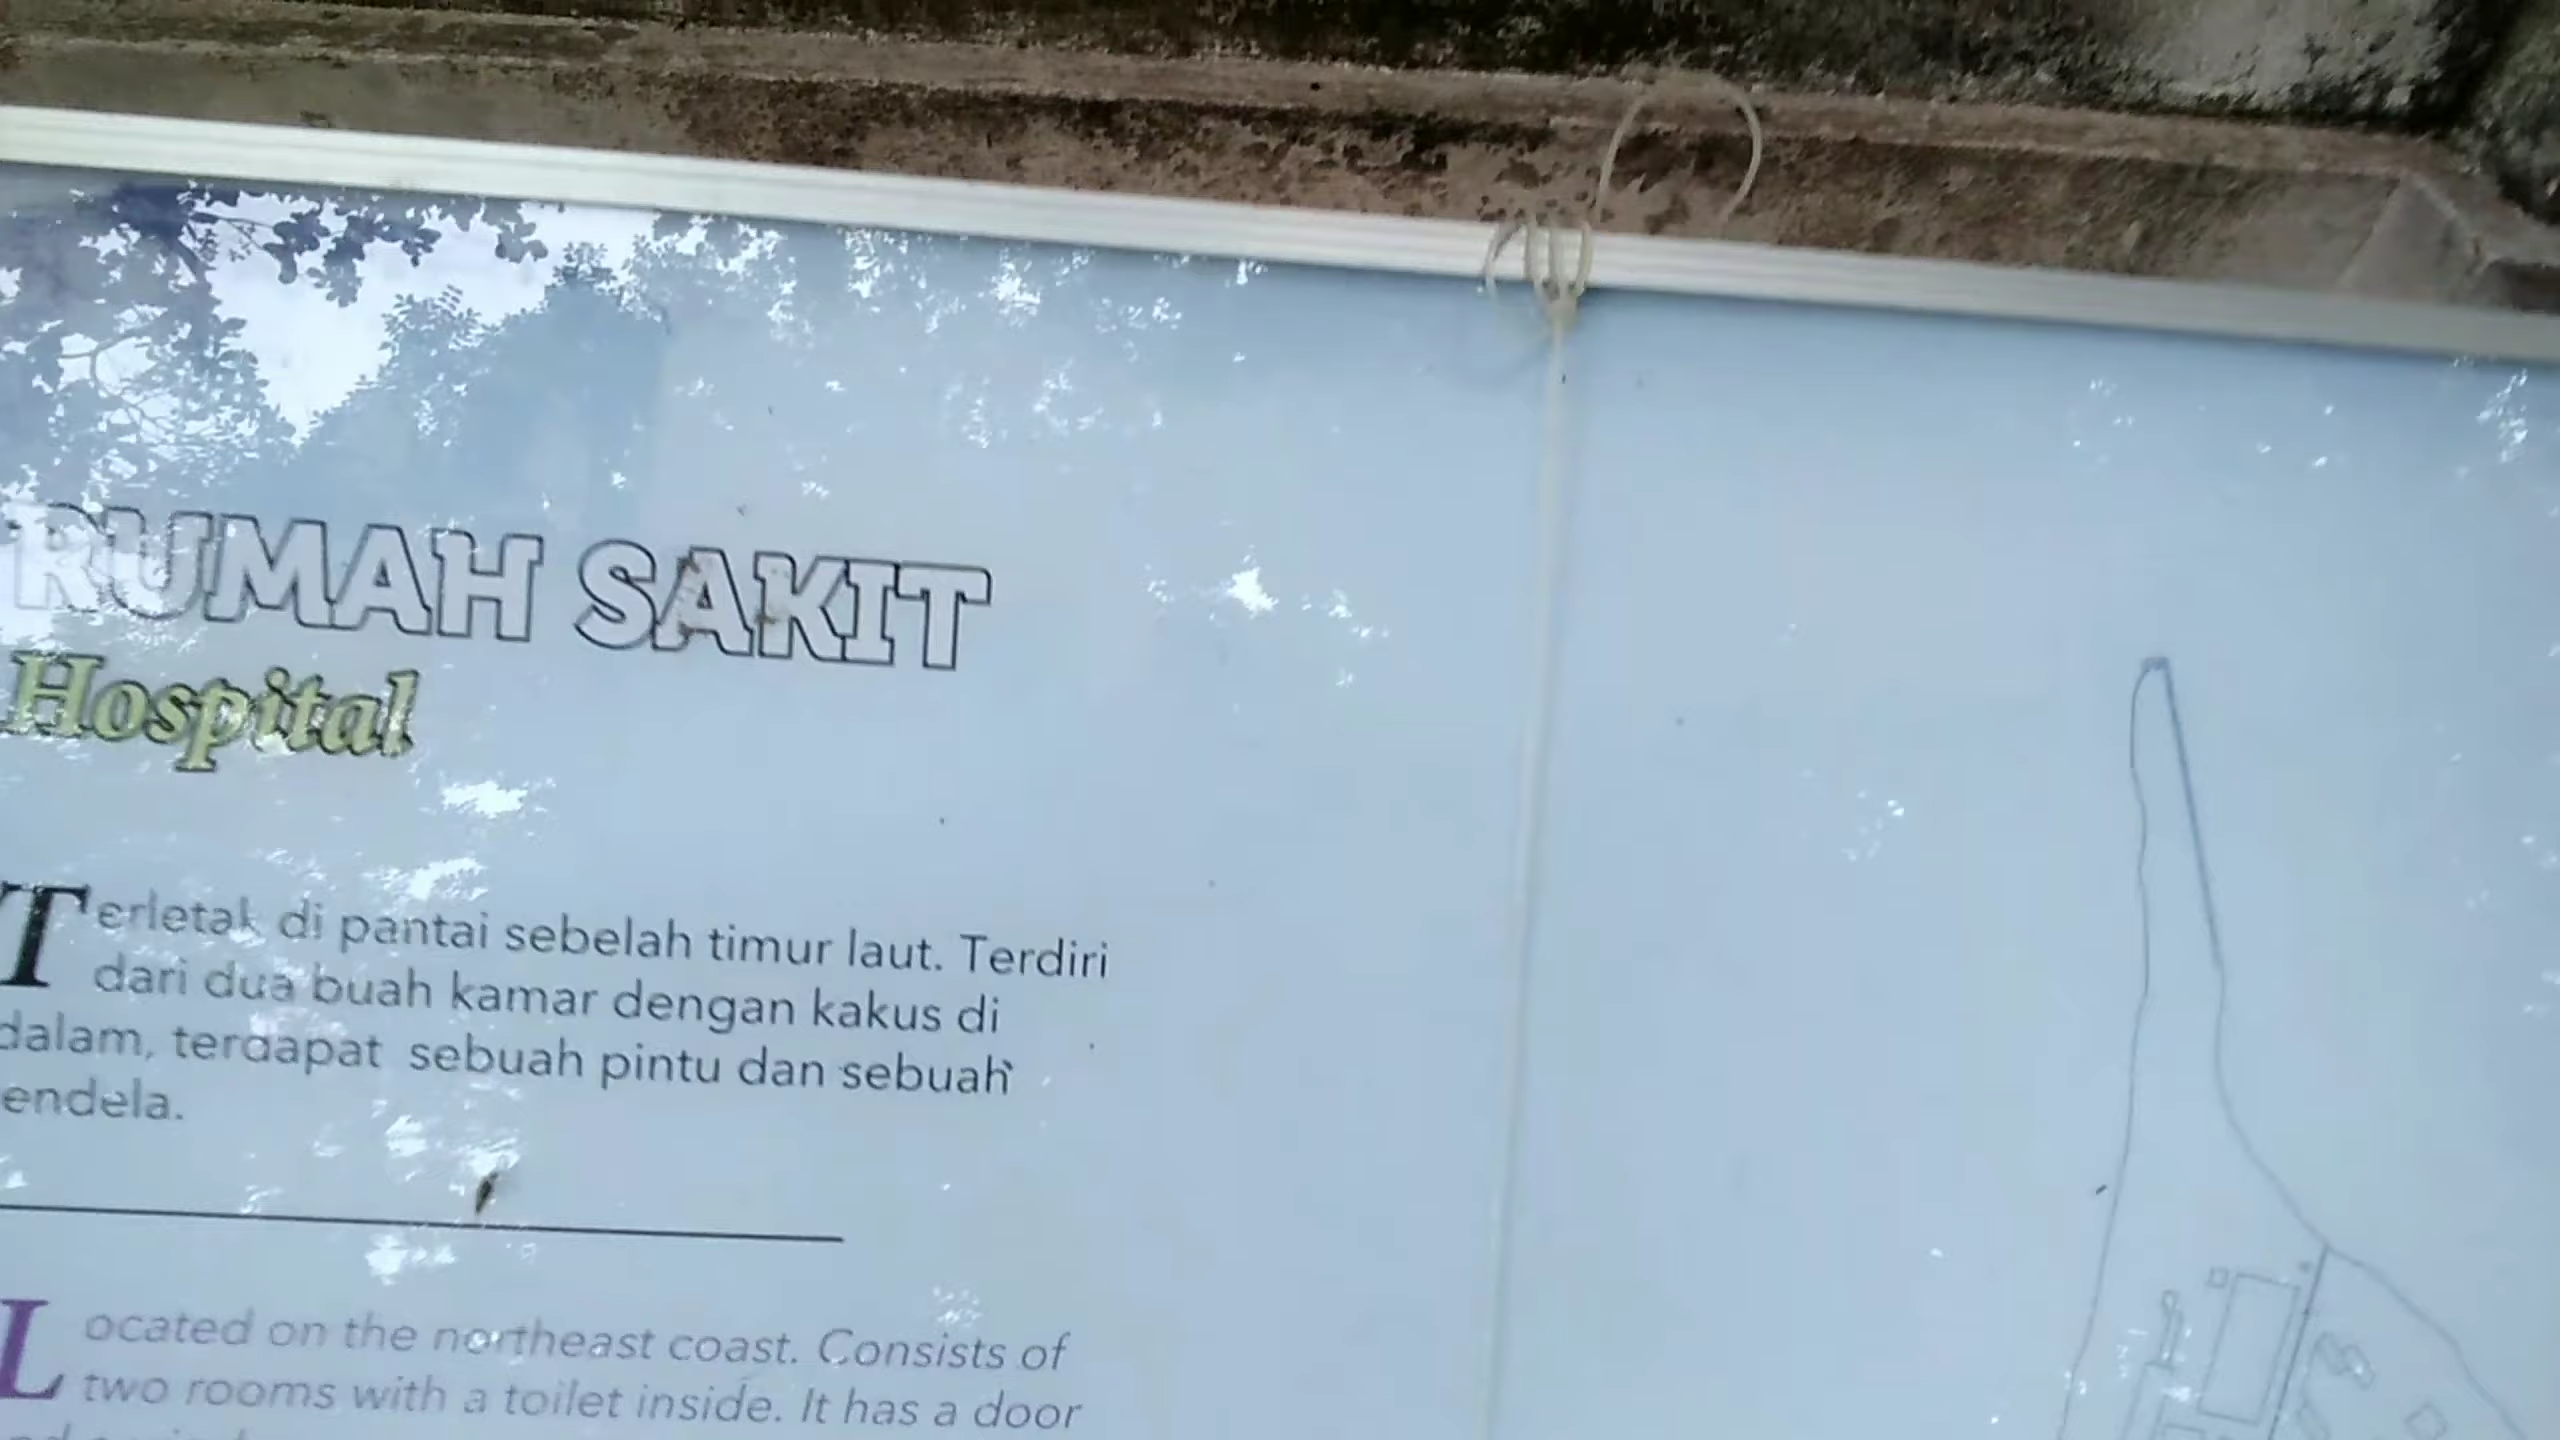 RUMAH SAKIT
Hospital
Terletak di pantai sebelah timur laut. Terdiri
dari dua buah kamar dengan kakus di
dalam, terdapat sebuah pintu dan sebuah
endela.
Located on the northeast coast. Consists of
two rooms with a toilet inside. It has a door